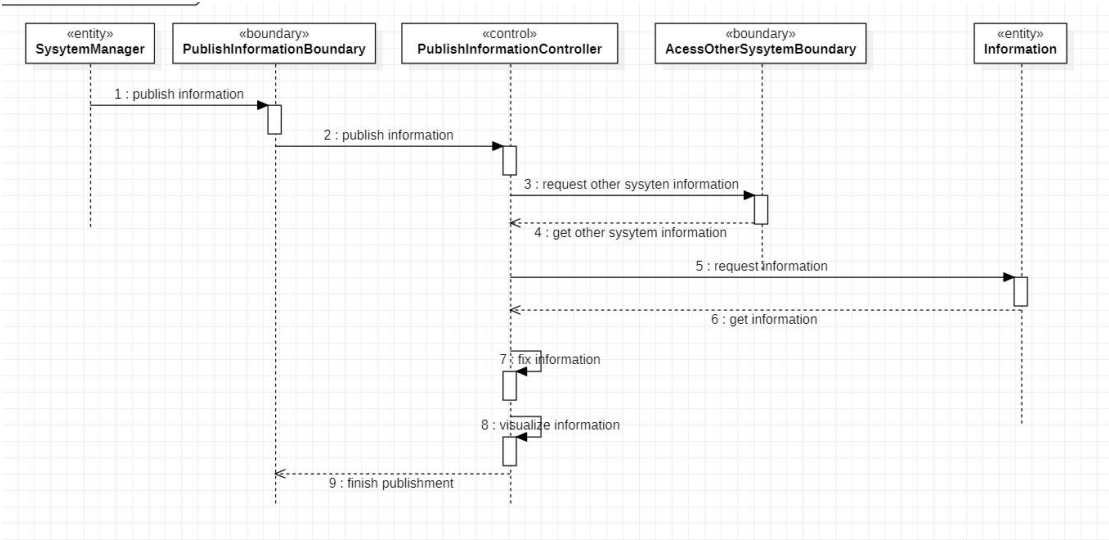 «entity»
SysytemManager
«boundary»
PublishInformationBoundary
«control»
PublishInformationController
«boundary»
AcessOtherSysytemBoundary
«entity»
Information
1 : publish information
2 : publish information
3 : request other sysyten information
4 : get other sysytem information
5 : request information
6 : get information
7 : fix information
8 : visualize information
9 : finish publishment